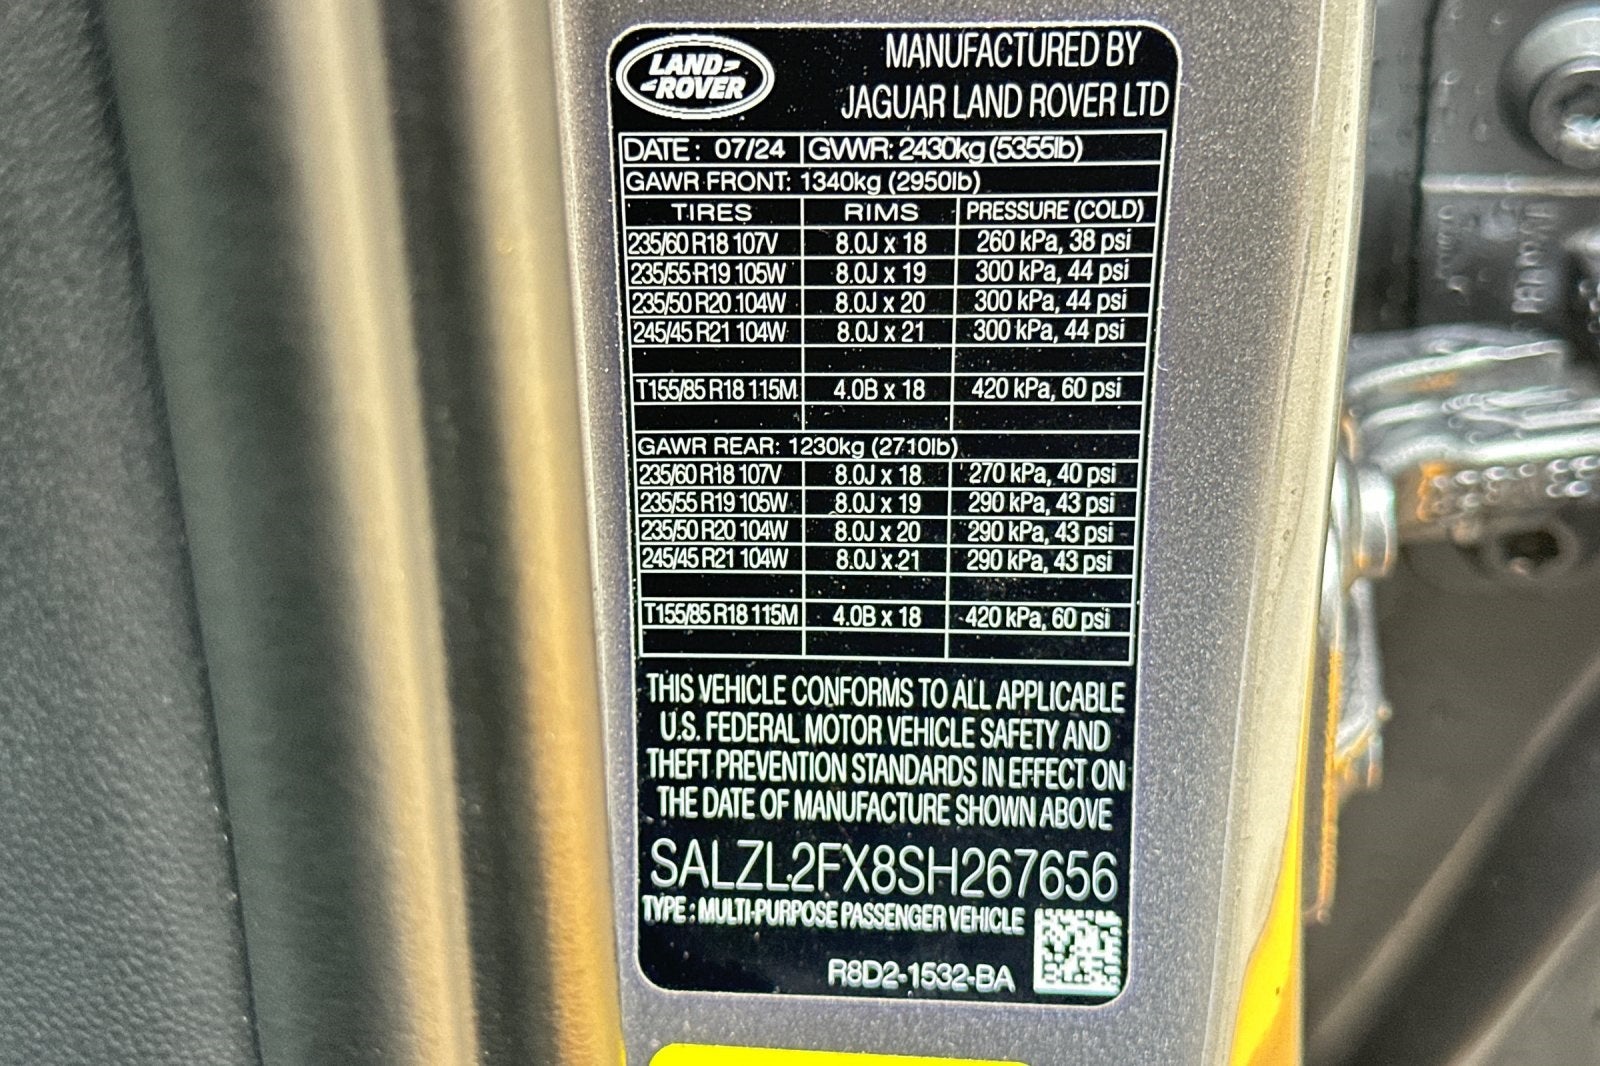 LAND ROVER
MANUFACTURED BY
JAGUAR LAND ROVER LTD
DATE: 07/24 GVWR: 2430kg (5355lb)
GAWR FRONT: 1340kg (2950lb)
TIRES RIMS PRESSURE (COLD)
235/60 R18 107V 8.0J x 18 260 kPa, 38 psi
235/55 R19 105W 8.0J x 19 300 kPa, 44 psi
235/50 R20 104W 8.0J x 20 300 kPa, 44 psi
245/45 R21 104W 8.0J x 21 300 kPa, 44 psi
T155/85 R18 115M 4.0B x 18 420 kPa, 60 psi
GAWR REAR: 1230kg (2710lb)
235/60 R18 107V 8.0J x 18 270 kPa, 40 psi
235/55 R19 105W 8.0J x 19 290 kPa, 43 psi
235/50 R20 104W 8.0J x 20 290 kPa, 43 psi
245/45 R21 104W 8.0J x 21 290 kPa, 43 psi
T155/85 R18 115M 4.0B x 18 420 kPa, 60 psi
THIS VEHICLE CONFORMS TO ALL APPLICABLE
U.S. FEDERAL MOTOR VEHICLE SAFETY AND
THEFT PREVENTION STANDARDS IN EFFECT ON
THE DATE OF MANUFACTURE SHOWN ABOVE
SALZL2FX8SH267656
TYPE : MULTI-PURPOSE PASSENGER VEHICLE
R8D2-1532-BA